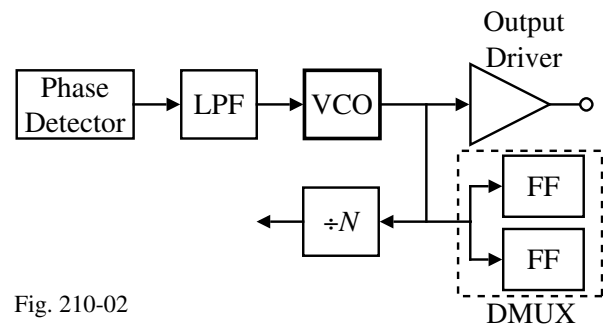 Output
Driver
Phase
Detector
LPF
VCO
FF
÷N
FF
Fig. 210-02
DMUX